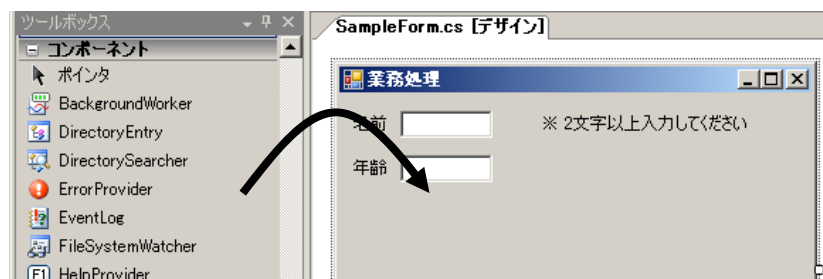 ツールボックス
コンポーネント
ポインタ
BackgroundWorker
DirectoryEntry
DirectorySearcher
ErrorProvider
EventLog
FileSystemWatcher
HelpProvider
SampleForm.cs [デザイン]
業務処理
名前 ※ 2文字以上入力してください
年齢